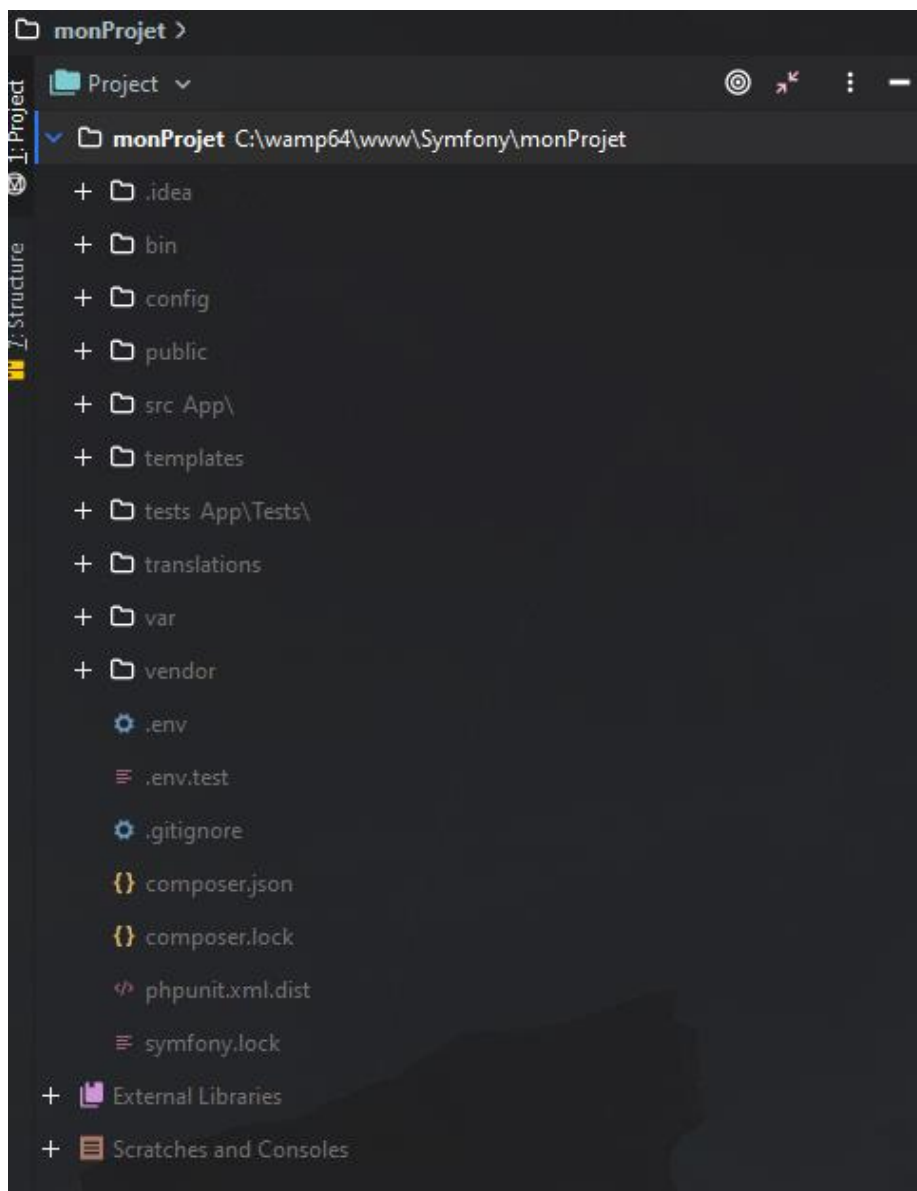 monProjet
Project
1: Project
7: Structure
monProjet C:\wamp64\www\Symfony\monProjet
.idea
bin
config
public
src App\
templates
tests App\Tests\
translations
var
vendor
.env
.env.test
.gitignore
composer.json
composer.lock
phpunit.xml.dist
symfony.lock
External Libraries
Scratches and Consoles